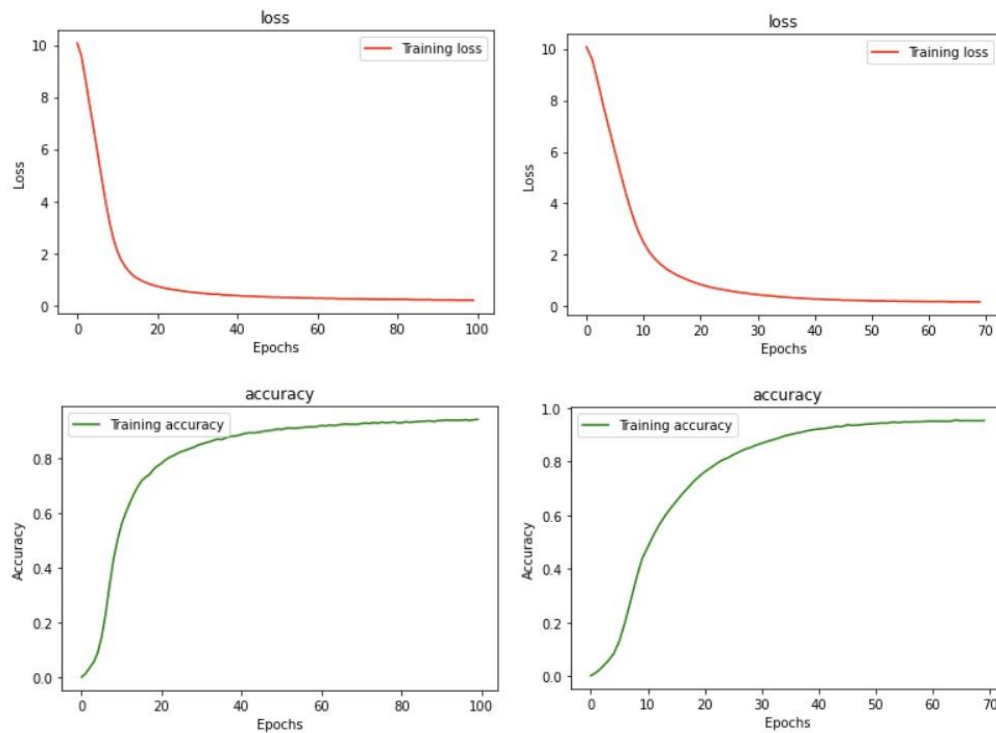 loss
Training loss
10
8
6
4
2
0
Loss
0 20 40 60 80 100
Epochs
loss
Training loss
10
8
6
4
2
0
Loss
0 10 20 30 40 50 60 70
Epochs
accuracy
Training accuracy
0.8
0.6
0.4
0.2
0.0
Accuracy
0 20 40 60 80 100
Epochs
accuracy
Training accuracy
1.0
0.8
0.6
0.4
0.2
0.0
Accuracy
0 10 20 30 40 50 60 70
Epochs